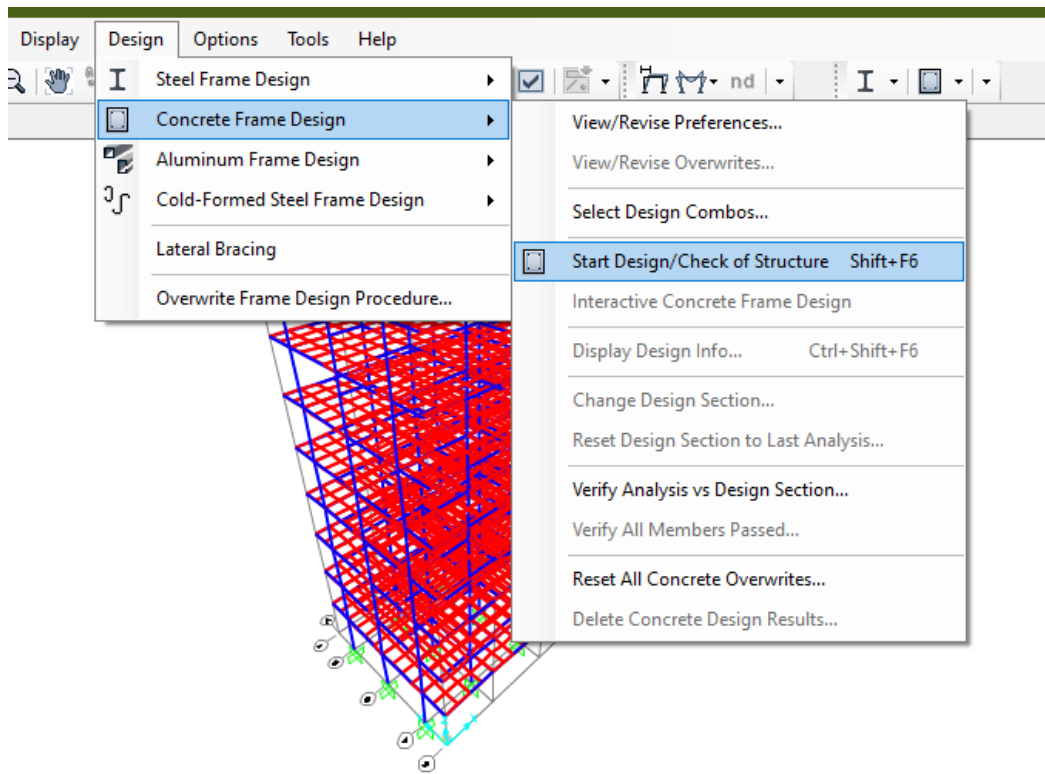 Display Design Options Tools Help
nd
Steel Frame Design
Concrete Frame Design
Aluminum Frame Design
Cold-Formed Steel Frame Design
Lateral Bracing
Overwrite Frame Design Procedure...
View/Revise Preferences...
View/Revise Overwrites...
Select Design Combos...
Start Design/Check of Structure Shift+F6
Interactive Concrete Frame Design
Display Design Info... Ctrl+Shift+F6
Change Design Section...
Reset Design Section to Last Analysis...
Verify Analysis vs Design Section...
Verify All Members Passed...
Reset All Concrete Overwrites...
Delete Concrete Design Results...